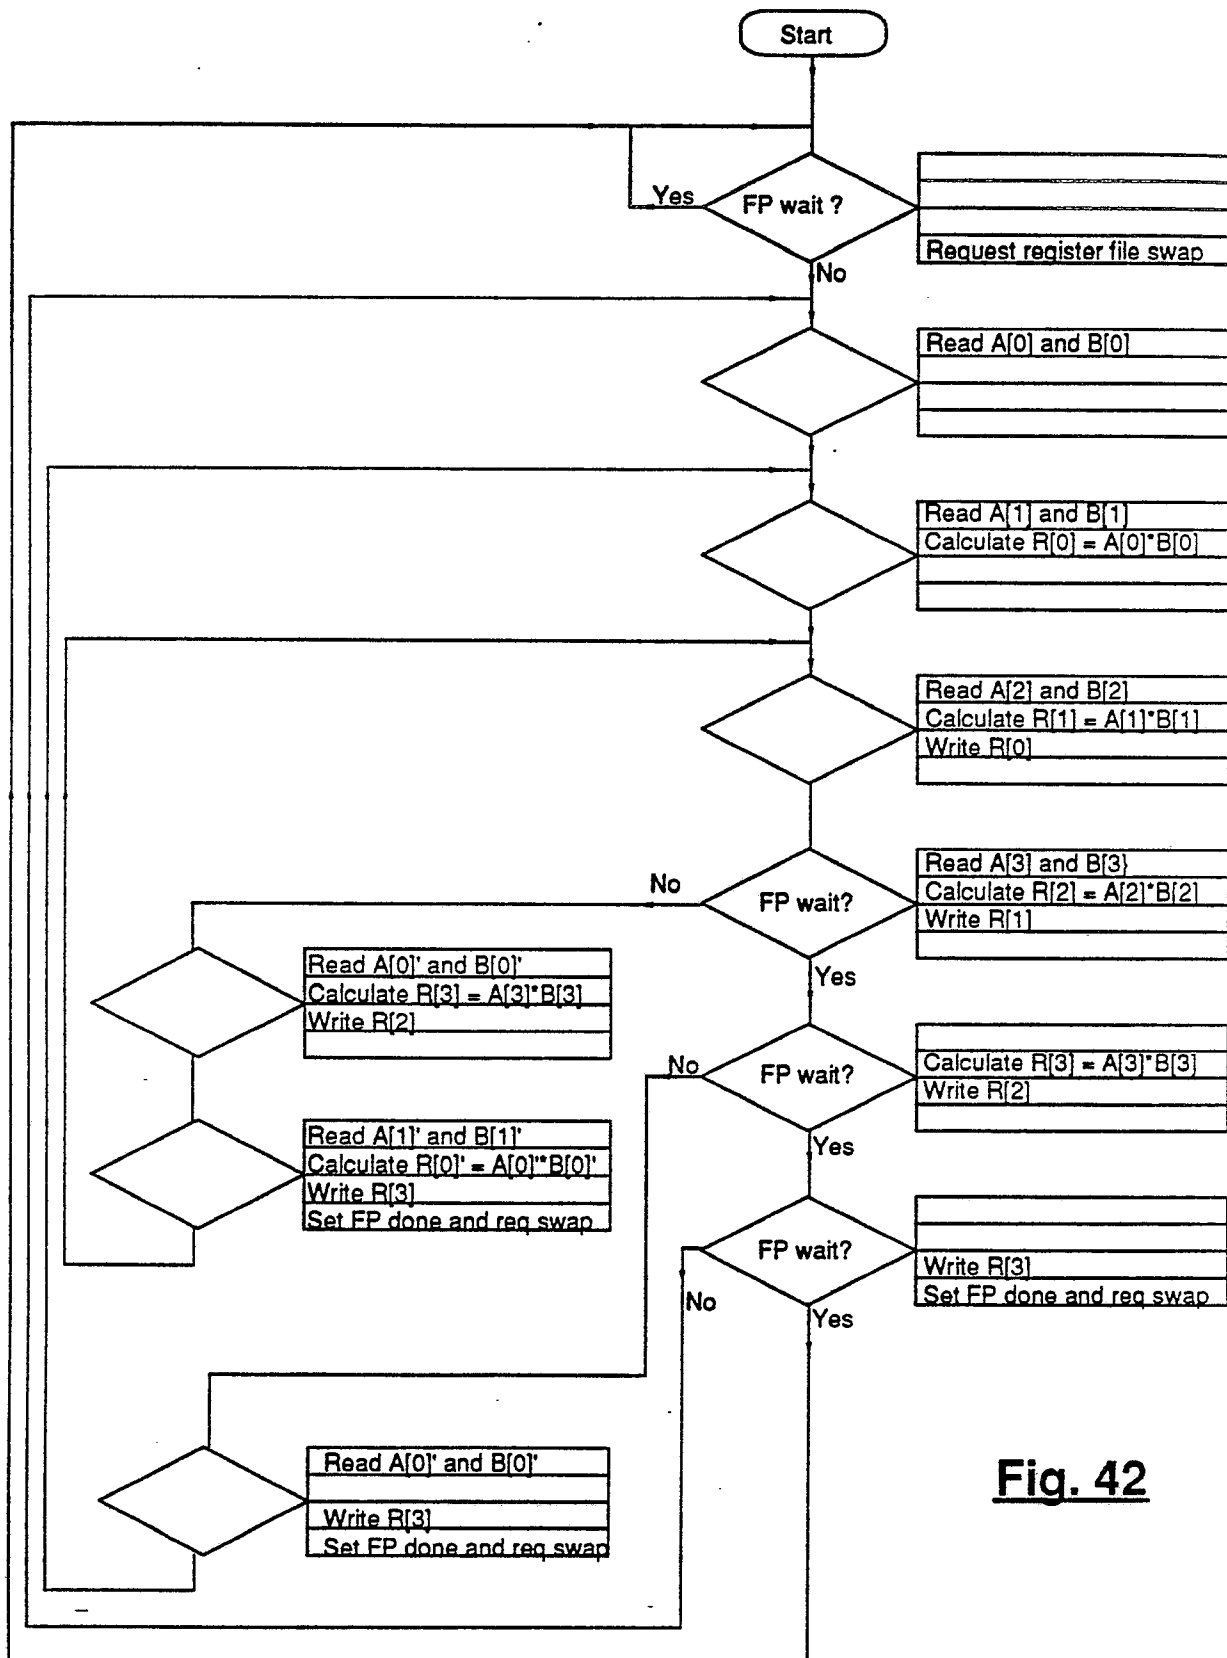 Start
Yes
FP wait ?
Request register file swap
No
Read A[0] and B[0]
Read A[1] and B[1]
Calculate R[0] = A[0]*B[0]
Read A[2] and B[2]
Calculate R[1] = A[1]*B[1]
Write R[0]
No
FP wait?
Read A[3] and B[3}
Calculate R[2] = A[2]*B[2]
Write R[1]
Yes
Read A[0]' and B[0]'
Calculate R[3] = A[3]*B[3]
Write R[2]
No
FP wait?
Calculate R[3] = A[3]*B[3]
Write R[2]
Yes
Read A[1]' and B[1]'
Calculate R[0]' = A[0]'*B[0]'
Write R[3]
Set FP done and req swap
No
FP wait?
Write R[3]
Set FP done and req swap
Yes
Read A[0]' and B[0]'
Write R[3]
Set FP done and req swap
Fig. 42